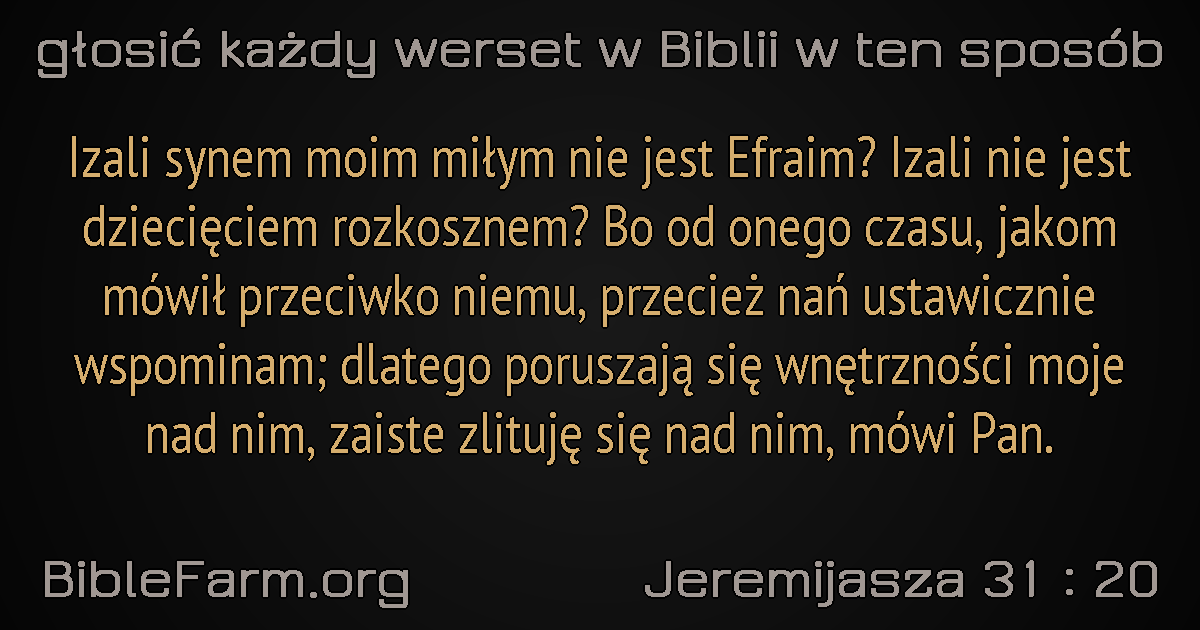 głosić każdy werset w Biblii w ten sposób
Izali synem moim miłym nie jest Efraim? Izali nie jest
dziecięciem rozkosznem? Bo od onego czasu, jakom
mówił przeciwko niemu, przecież nań ustawicznie
wspominam; dlatego poruszają się wnętrzności moje
nad nim, zaiste zlituję się nad nim, mówi Pan.
BibleFarm.org
Jeremijasza 31 : 20